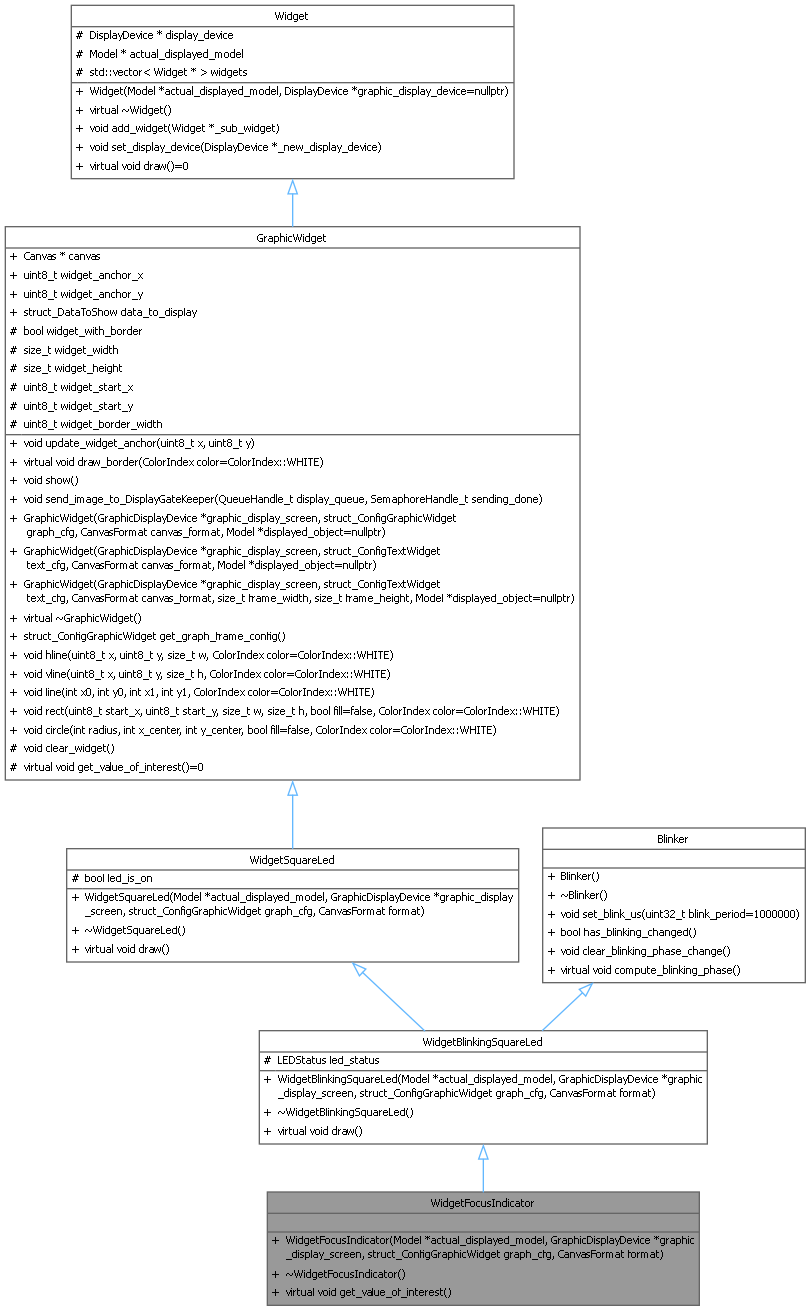 Widget
# DisplayDevice * display_device
# Model * actual_displayed_model
# std::vector< Widget * > widgets
+ Widget(Model *actual_displayed_model, DisplayDevice *graphic_display_device=nullptr)
+ virtual ~Widget()
+ void add_widget(Widget *_sub_widget)
+ void set_display_device(DisplayDevice *_new_display_device)
+ virtual void draw()=0
GraphicWidget
+ Canvas * canvas
+ uint8_t widget_anchor_x
+ uint8_t widget_anchor_y
+ struct_DataToShow data_to_display
# bool widget_with_border
# size_t widget_width
# size_t widget_height
# uint8_t widget_start_x
# uint8_t widget_start_y
# uint8_t widget_border_width
+ void update_widget_anchor(uint8_t x, uint8_t y)
+ virtual void draw_border(ColorIndex color=ColorIndex::WHITE)
+ void show()
+ void send_image_to_DisplayGateKeeper(QueueHandle_t display_queue, SemaphoreHandle_t sending_done)
+ GraphicWidget(GraphicDisplayDevice *graphic_display_screen, struct_ConfigGraphicWidget
graph_cfg, CanvasFormat canvas_format, Model *displayed_object=nullptr)
+ GraphicWidget(GraphicDisplayDevice *graphic_display_screen, struct_ConfigTextWidget
text_cfg, CanvasFormat canvas_format, Model *displayed_object=nullptr)
+ GraphicWidget(GraphicDisplayDevice *graphic_display_screen, struct_ConfigTextWidget
text_cfg, CanvasFormat canvas_format, size_t frame_width, size_t frame_height, Model *displayed_object=nullptr)
+ virtual ~GraphicWidget()
+ struct_ConfigGraphicWidget get_graph_frame_config()
+ void hline(uint8_t x, uint8_t y, size_t w, ColorIndex color=ColorIndex::WHITE)
+ void vline(uint8_t x, uint8_t y, size_t h, ColorIndex color=ColorIndex::WHITE)
+ void line(int x0, int y0, int x1, int y1, ColorIndex color=ColorIndex::WHITE)
+ void rect(uint8_t start_x, uint8_t start_y, size_t w, size_t h, bool fill=false, ColorIndex color=ColorIndex::WHITE)
+ void circle(int radius, int x_center, int y_center, bool fill=false, ColorIndex color=ColorIndex::WHITE)
# void clear_widget()
# virtual void get_value_of_interest()=0
WidgetSquareLed
# bool led_is_on
+ WidgetSquareLed(Model *actual_displayed_model, GraphicDisplayDevice *graphic_display
_screen, struct_ConfigGraphicWidget graph_cfg, CanvasFormat format)
+ ~WidgetSquareLed()
+ virtual void draw()
Blinker
+ Blinker()
+ ~Blinker()
+ void set_blink_us(uint32_t blink_period=1000000)
+ bool has_blinking_changed()
+ void clear_blinking_phase_change()
+ virtual void compute_blinking_phase()
WidgetBlinkingSquareLed
# LEDStatus led_status
+ WidgetBlinkingSquareLed(Model *actual_displayed_model, GraphicDisplayDevice *graphic
_display_screen, struct_ConfigGraphicWidget graph_cfg, CanvasFormat format)
+ ~WidgetBlinkingSquareLed()
+ virtual void draw()
WidgetFocusIndicator
+ WidgetFocusIndicator(Model *actual_displayed_model, GraphicDisplayDevice *graphic
_display_screen, struct_ConfigGraphicWidget graph_cfg, CanvasFormat format)
+ ~WidgetFocusIndicator()
+ virtual void get_value_of_interest()